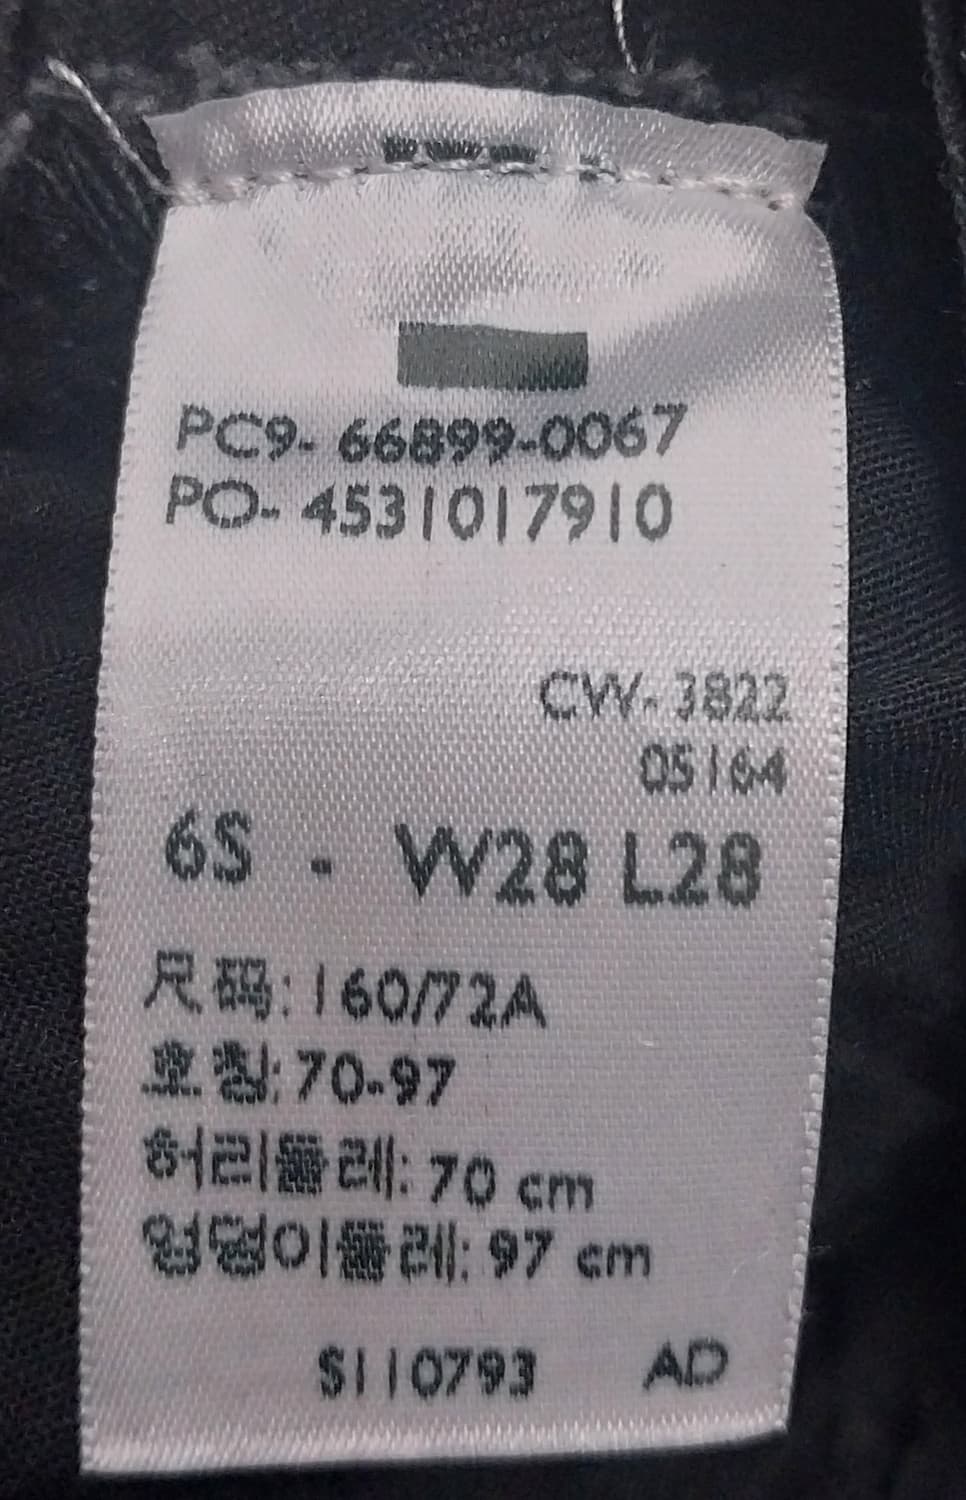 PC9- 66899-0067
PO- 4531017910
CW- 3822
05164
6S - W28 L28
尺码: 160/72A
호칭: 70-97
허리둘레: 70 cm
엉덩이둘레: 97 cm
S110793 AD